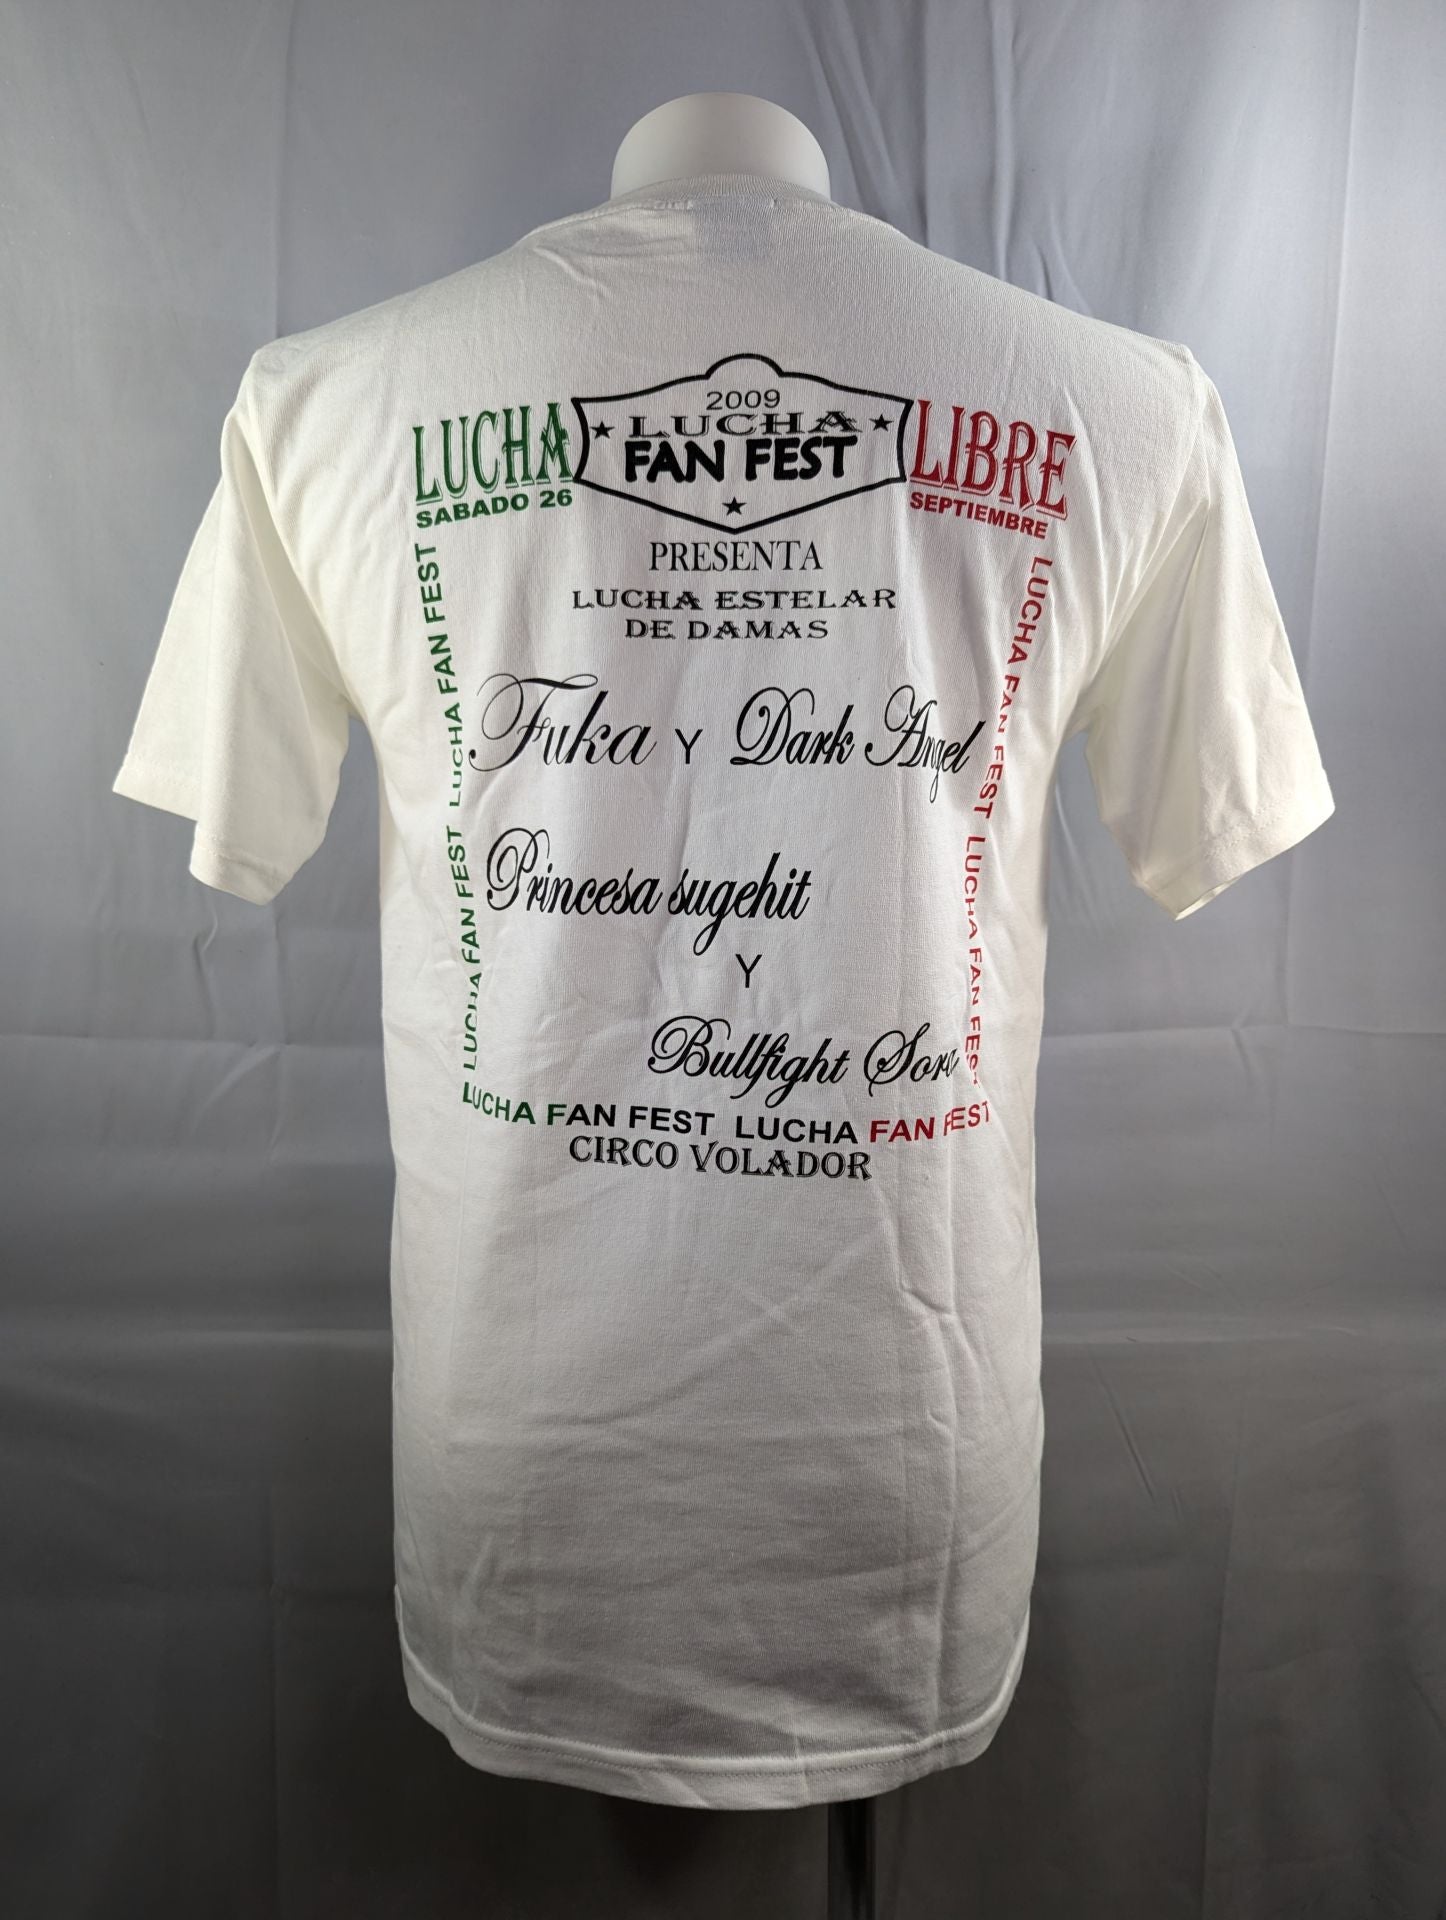 2009
LUCHA LUCHA LIBRE
FAN FEST
SABADO 26 SEPTIEMBRE
PRESENTA
LUCHA ESTELAR
DE DAMAS
Fuka Y Dark Angel
Princesa sugehit
Y
Bullfight Sora
LUCHA FAN FEST LUCHA FAN FEST
LUCHA FAN FEST LUCHA FAN FEST
LUCHA FAN FEST LUCHA FAN FEST
CIRCO VOLADOR